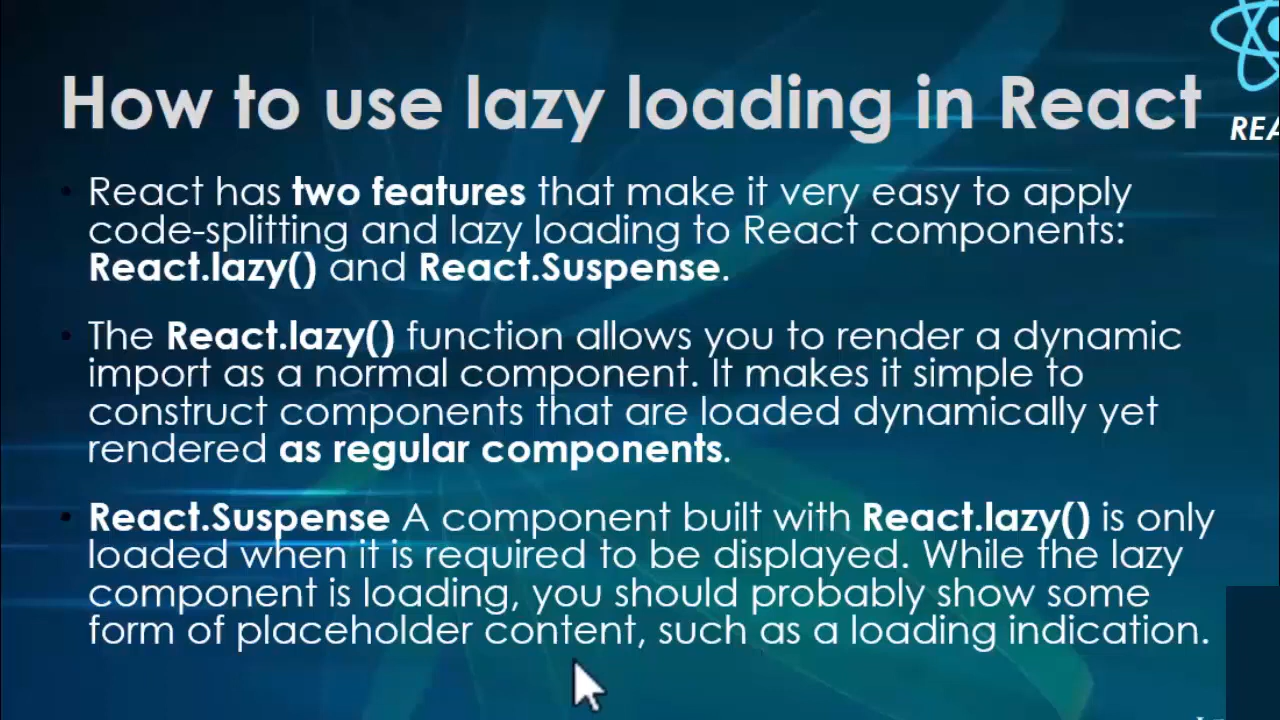 How to use lazy loading in React
React has two features that make it very easy to apply
code-splitting and lazy loading to React components:
React.lazy() and React.Suspense.
The React.lazy() function allows you to render a dynamic
import as a normal component. It makes it simple to
construct components that are loaded dynamically yet
rendered as regular components.
React.Suspense A component built with React.lazy() is only
loaded when it is required to be displayed. While the lazy
component is loading, you should probably show some
form of placeholder content, such as a loading indication.